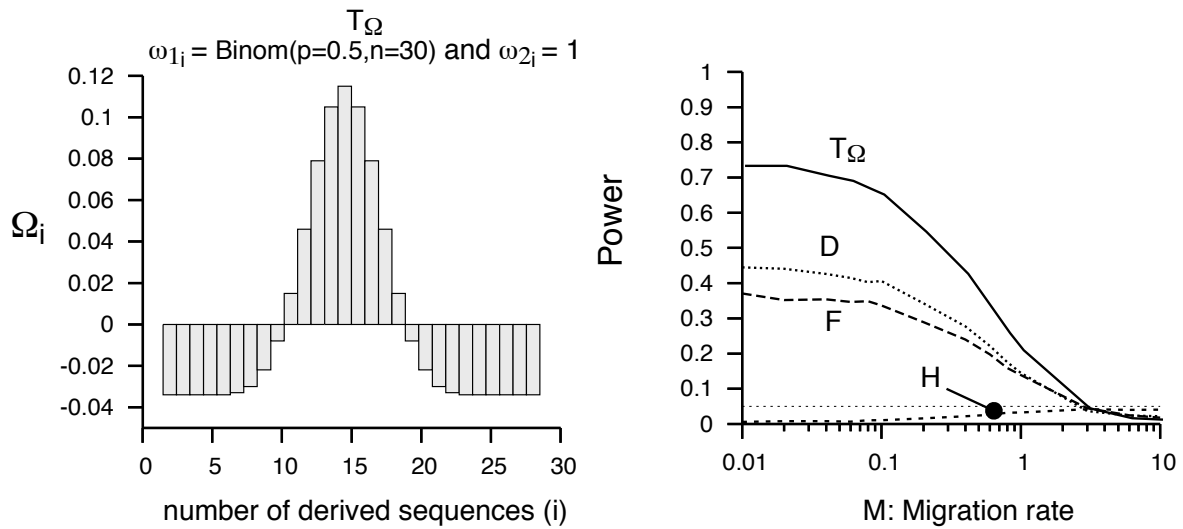 TΩ
ω1i = Binom(p=0.5,n=30) and ω2i = 1
0.12
0.1
0.08
0.06
0.04
0.02
0
-0.02
-0.04
Ωi
0 5 10 15 20 25 30
number of derived sequences (i)
1
0.9
0.8
0.7
0.6
0.5
0.4
0.3
0.2
0.1
0
Power
TΩ
D
F
H
0.01 0.1 1 10
M: Migration rate